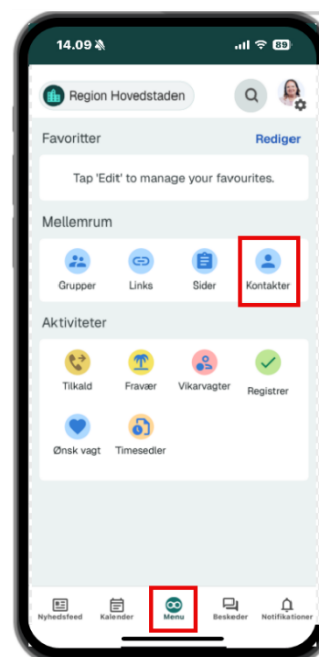 14.09
89
Region Hovedstaden
Favoritter Rediger
Tap 'Edit' to manage your favourites.
Mellemrum
Grupper Links Sider Kontakter
Aktiviteter
Tilkald Fravær Vikarvagter Registrer
Ønsk vagt Timesedler
Nyhedsfeed Kalender Menu Beskeder Notifikationer